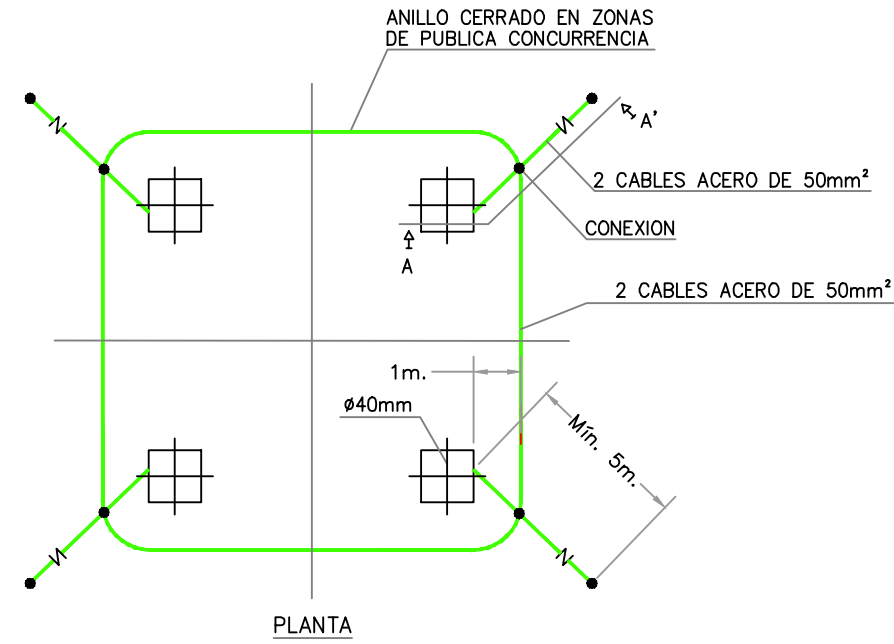 ANILLO CERRADO EN ZONAS
DE PUBLICA CONCURRENCIA
A'
2 CABLES ACERO DE 50mm²
CONEXION
A
2 CABLES ACERO DE 50mm²
1m.
ø40mm
Mín. 5m.
PLANTA